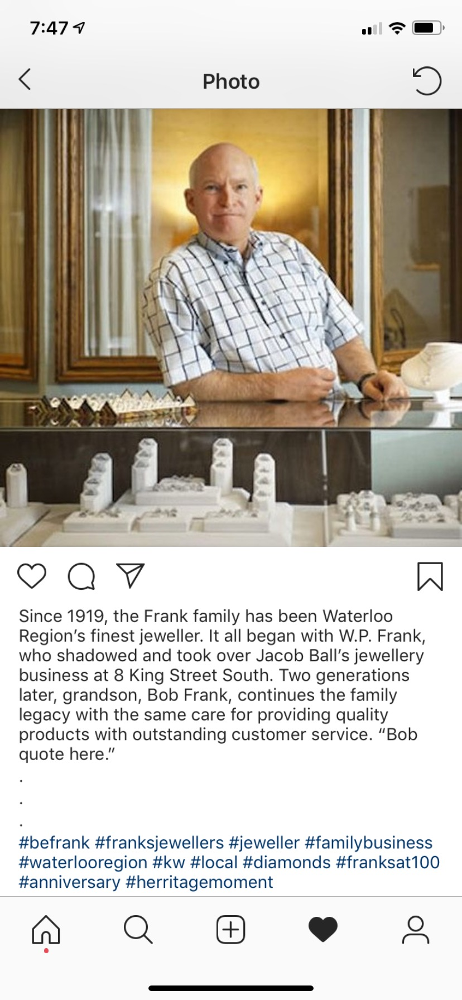 7:47
Photo
Since 1919, the Frank family has been Waterloo
Region’s finest jeweller. It all began with W.P. Frank,
who shadowed and took over Jacob Ball’s jewellery
business at 8 King Street South. Two generations
later, grandson, Bob Frank, continues the family
legacy with the same care for providing quality
products with outstanding customer service. “Bob
quote here.”
.
.
.
#befrank #franksjewellers #jeweller #familybusiness
#waterlooregion #kw #local #diamonds #franksat100
#anniversary #herritagemoment